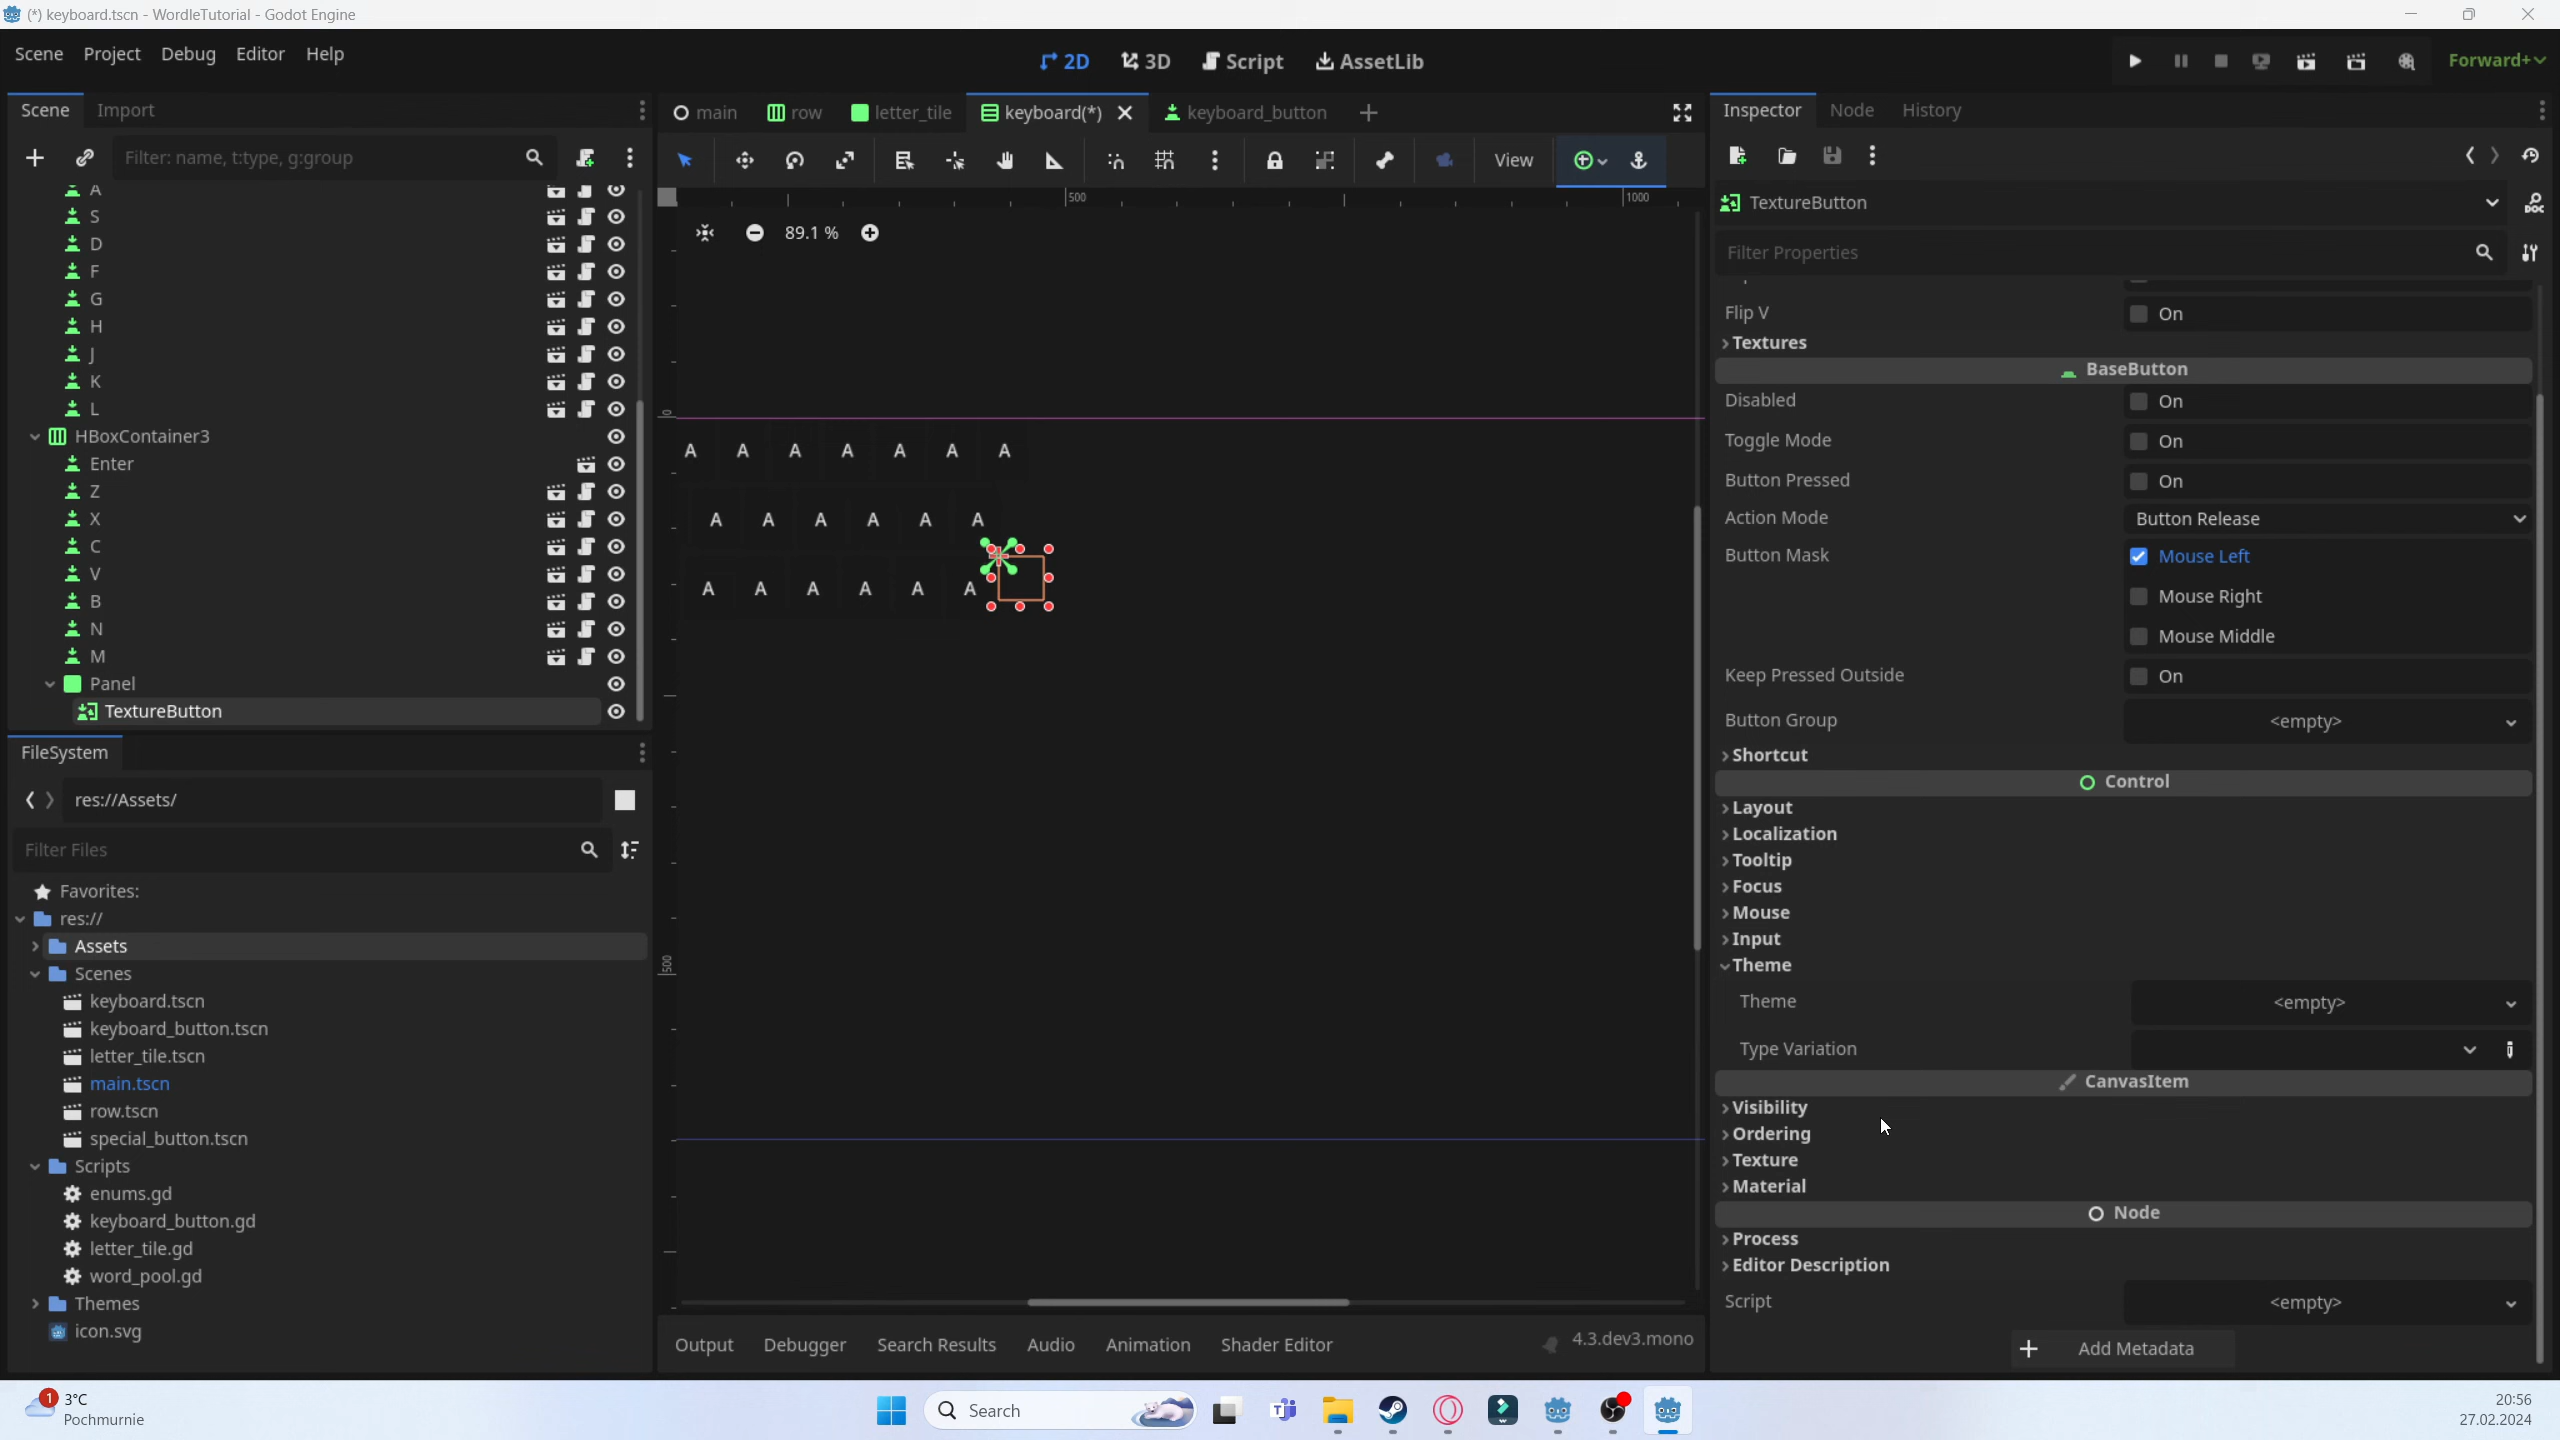 (*) keyboard.tscn - WordleTutorial - Godot Engine
Scene Project Debug Editor Help
2D 3D Script AssetLib
Forward+
Scene Import
Filter: name, t:type, g:group
A
S
D
F
G
H
J
K
L
HBoxContainer3
Enter
Z
X
C
V
B
N
M
Panel
TextureButton
FileSystem
res://Assets/
Filter Files
Favorites:
res://
Assets
Scenes
keyboard.tscn
keyboard_button.tscn
letter_tile.tscn
main.tscn
row.tscn
special_button.tscn
Scripts
enums.gd
keyboard_button.gd
letter_tile.gd
word_pool.gd
Themes
icon.svg
main row letter_tile keyboard(*) keyboard_button
View
500 1000
89.1 %
0
A A A A A A A
A A A A A A
A A A A A A
500
Output Debugger Search Results Audio Animation Shader Editor 4.3.dev3.mono
Inspector Node History
TextureButton
DOC
Filter Properties
Flip V On
Textures
BaseButton
Disabled On
Toggle Mode On
Button Pressed On
Action Mode Button Release
Button Mask Mouse Left
Mouse Right
Mouse Middle
Keep Pressed Outside On
Button Group <empty>
Shortcut
Control
Layout
Localization
Tooltip
Focus
Mouse
Input
Theme
Theme <empty>
Type Variation
CanvasItem
Visibility
Ordering
Texture
Material
Node
Process
Editor Description
Script <empty>
Add Metadata
1
3°C
Pochmurnie
Search
20:56
27.02.2024